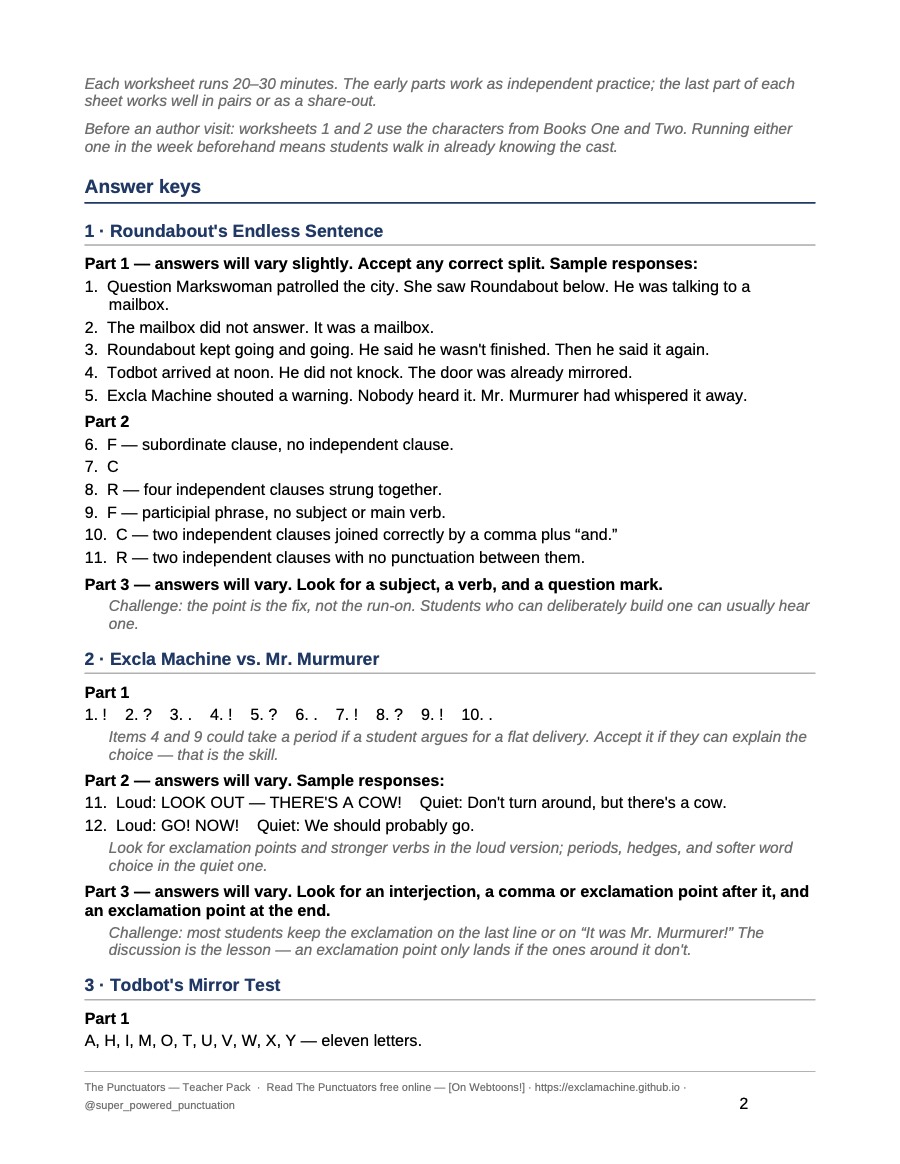 Each worksheet runs 20–30 minutes. The early parts work as independent practice; the last part of each
sheet works well in pairs or as a share-out.
Before an author visit: worksheets 1 and 2 use the characters from Books One and Two. Running either
one in the week beforehand means students walk in already knowing the cast.
Answer keys
1 · Roundabout's Endless Sentence
Part 1 — answers will vary slightly. Accept any correct split. Sample responses:
1. Question Markswoman patrolled the city. She saw Roundabout below. He was talking to a
mailbox.
2. The mailbox did not answer. It was a mailbox.
3. Roundabout kept going and going. He said he wasn't finished. Then he said it again.
4. Todbot arrived at noon. He did not knock. The door was already mirrored.
5. Excla Machine shouted a warning. Nobody heard it. Mr. Murmurer had whispered it away.
Part 2
6. F — subordinate clause, no independent clause.
7. C
8. R — four independent clauses strung together.
9. F — participial phrase, no subject or main verb.
10. C — two independent clauses joined correctly by a comma plus “and.”
11. R — two independent clauses with no punctuation between them.
Part 3 — answers will vary. Look for a subject, a verb, and a question mark.
Challenge: the point is the fix, not the run-on. Students who can deliberately build one can usually hear
one.
2 · Excla Machine vs. Mr. Murmurer
Part 1
1. ! 2. ? 3. . 4. ! 5. ? 6. . 7. ! 8. ? 9. ! 10. .
Items 4 and 9 could take a period if a student argues for a flat delivery. Accept it if they can explain the
choice — that is the skill.
Part 2 — answers will vary. Sample responses:
11. Loud: LOOK OUT — THERE'S A COW! Quiet: Don't turn around, but there's a cow.
12. Loud: GO! NOW! Quiet: We should probably go.
Look for exclamation points and stronger verbs in the loud version; periods, hedges, and softer word
choice in the quiet one.
Part 3 — answers will vary. Look for an interjection, a comma or exclamation point after it, and
an exclamation point at the end.
Challenge: most students keep the exclamation on the last line or on “It was Mr. Murmurer!” The
discussion is the lesson — an exclamation point only lands if the ones around it don't.
3 · Todbot's Mirror Test
Part 1
A, H, I, M, O, T, U, V, W, X, Y — eleven letters.
The Punctuators — Teacher Pack · Read The Punctuators free online — [On Webtoons!] · https://exclamachine.github.io ·
@super_powered_punctuation 2